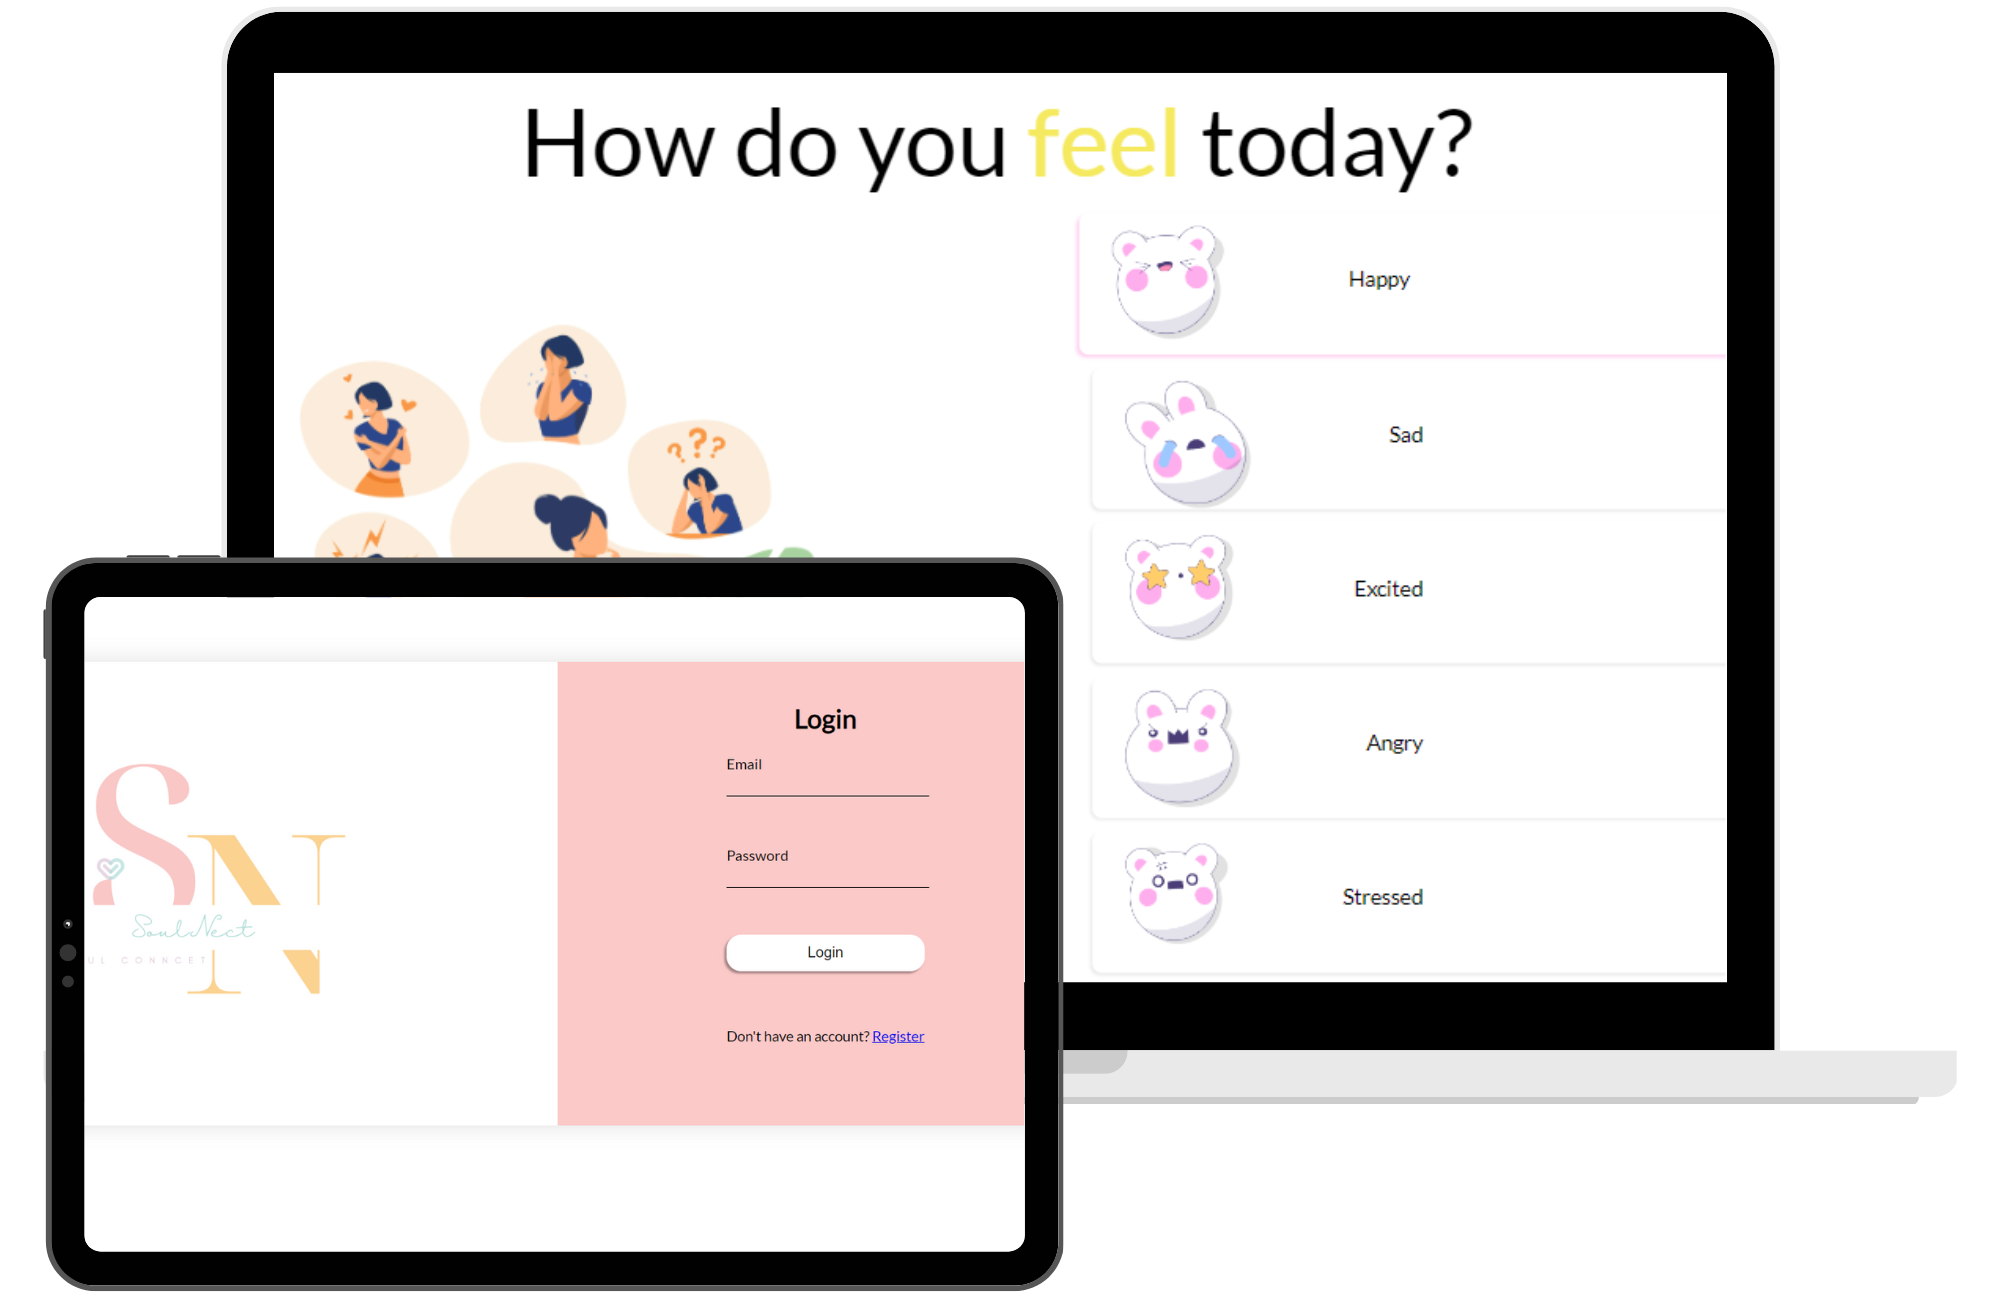 How do you feel today?
Happy
Sad
Excited
Angry
Stressed
? ? ?
Login
Email
Password
Login
Don't have an account? Register
SN
SoulNect
UL CONNCET